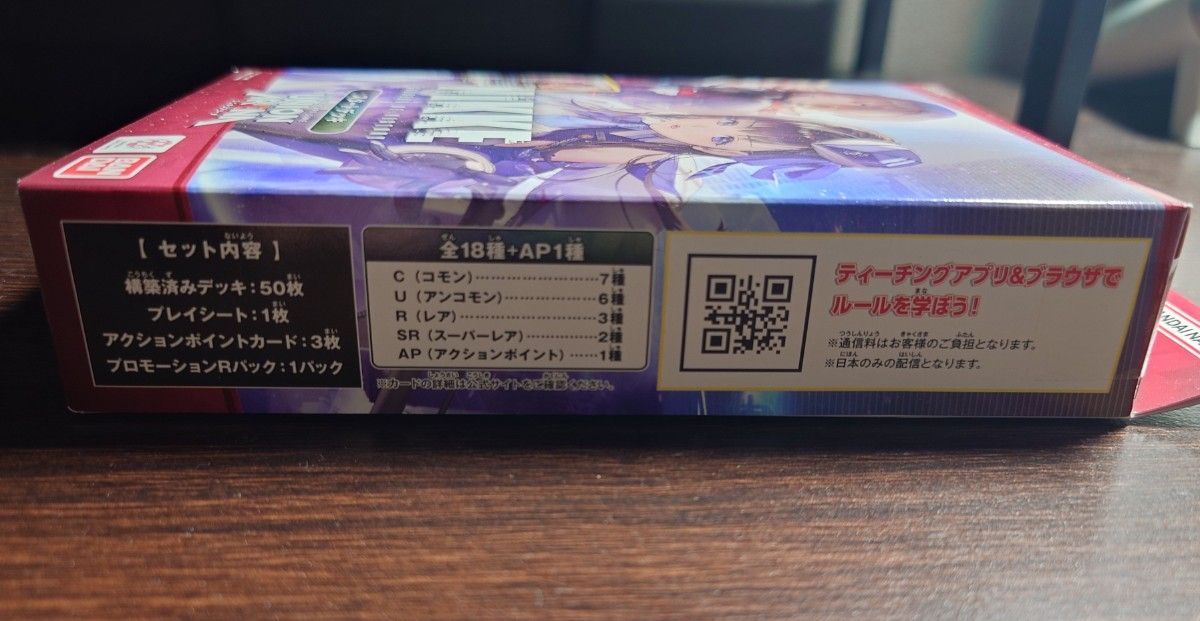 BANDAI
【 セット内容 】
構築済みデッキ：50枚
プレイシート：1枚
アクションポイントカード：3枚
プロモーションRパック：1パック
全18種+AP1種
C（コモン）…………………7種
U（アンコモン）……………6種
R（レア）……………………3種
SR（スーパーレア）…………2種
AP（アクションポイント）……1種
※カードの詳細は公式サイトをご確認ください。
ティーチングアプリ&ブラウザで
ルールを学ぼう！
※通信料はお客様のご負担となります。
※日本のみの配信となります。